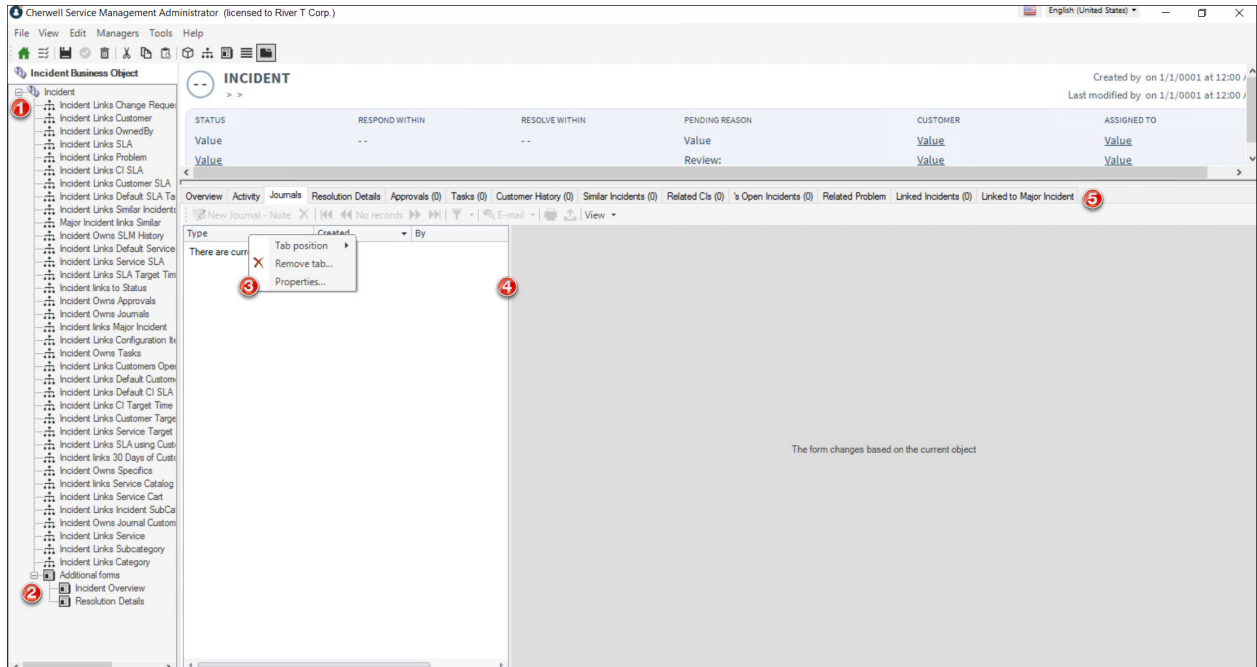 Cherwell Service Management Administrator (licensed to River T Corp.)
English (United States)
File View Edit Managers Tools Help
Incident Business Object
Incident
1
Incident Links Change Reques
Incident Links Customer
Incident Links OwnedBy
Incident Links SLA
Incident Links Problem
Incident Links CI SLA
Incident Links Customer SLA
Incident Links Default SLA Ta
Incident Links Similar Incidents
Major Incident links Similar
Incident Owns SLM History
Incident Links Default Service
Incident Links Service SLA
Incident Links SLA Target Tim
Incident links to Status
Incident Owns Approvals
Incident Owns Journals
Incident links Major Incident
Incident Links Configuration Ite
Incident Owns Tasks
Incident Links Customers Oper
Incident Links Default Custome
Incident Links Default CI SLA
Incident Links CI Target Time
Incident Links Customer Targe
Incident Links Service Target
Incident Links SLA using Custo
Incident links 30 Days of Custo
Incident Owns Specifics
Incident links Service Catalog
Incident Links Service Cart
Incident Links Incident SubCa
Incident Owns Journal Custom
Incident Links Service
Incident Links Subcategory
Incident Links Category
Additional forms
2
Incident Overview
Resolution Details
-- INCIDENT
> >
Created by on 1/1/0001 at 12:00
Last modified by on 1/1/0001 at 12:00
STATUS RESPOND WITHIN RESOLVE WITHIN PENDING REASON CUSTOMER ASSIGNED TO
Value -- -- Value Value Value
Value Review: Value Value
Overview Activity Journals Resolution Details Approvals (0) Tasks (0) Customer History (0) Similar Incidents (0) Related CIs (0) 's Open Incidents (0) Related Problem Linked Incidents (0) Linked to Major Incident 5
New Journal - Note No records E-mail View
Type Created By
There are curr
Tab position
Remove tab...
Properties...
3
4
The form changes based on the current object